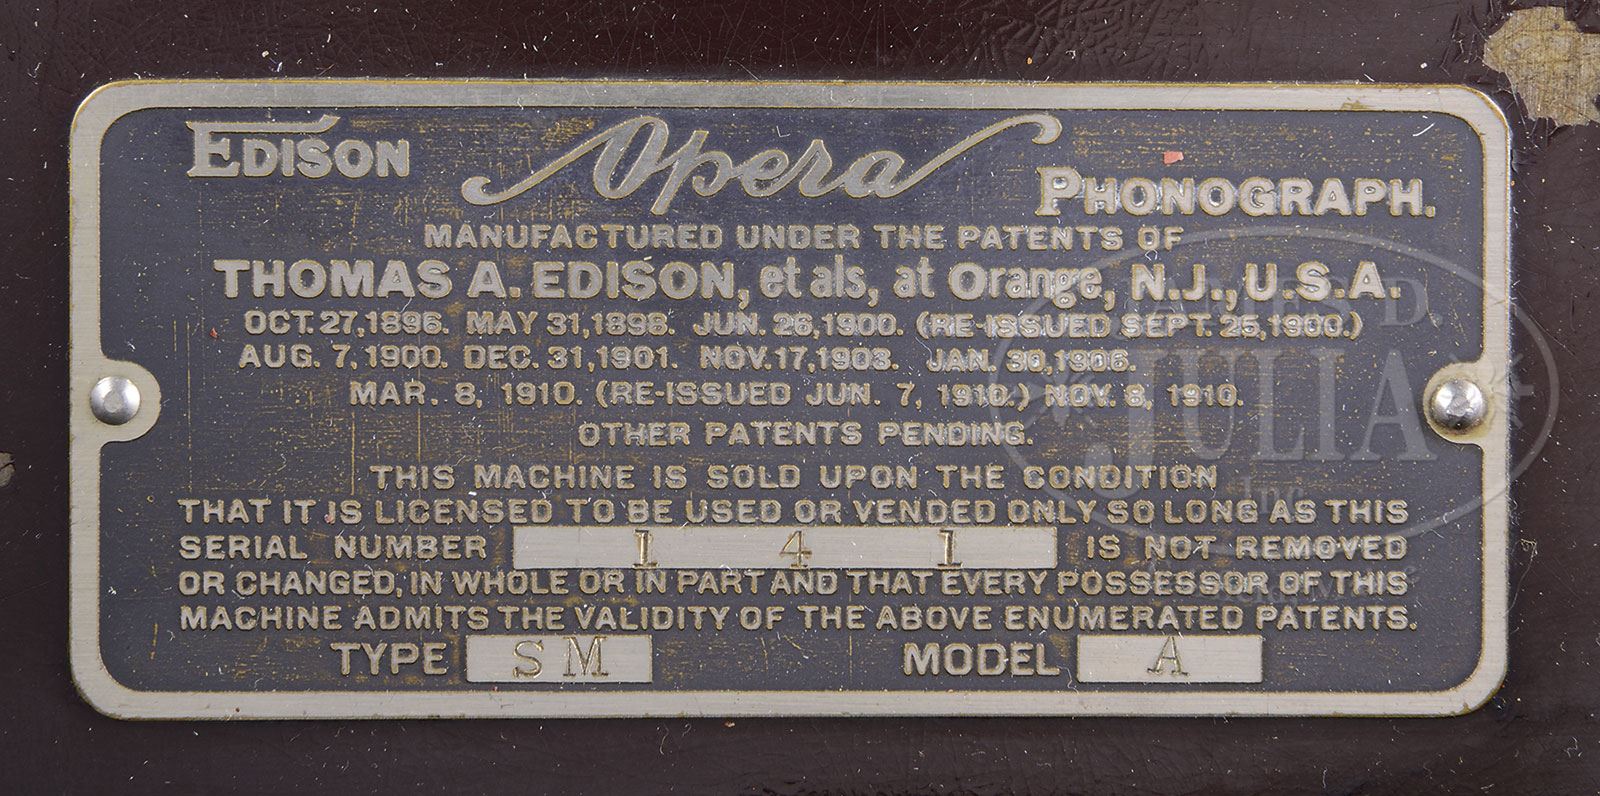 EDISON Opera PHONOGRAPH.
MANUFACTURED UNDER THE PATENTS OF
THOMAS A. EDISON, et als, at Orange, N.J., U.S.A.
OCT. 27, 1896. MAY 31, 1898. JUN. 26, 1900. (RE-ISSUED SEPT. 25, 1900.)
AUG. 7, 1900. DEC. 31, 1901. NOV. 17, 1903. JAN. 30, 1906.
MAR. 8, 1910. (RE-ISSUED JUN. 7, 1910.) NOV. 8, 1910.
OTHER PATENTS PENDING.
THIS MACHINE IS SOLD UPON THE CONDITION
THAT IT IS LICENSED TO BE USED OR VENDED ONLY SO LONG AS THIS
SERIAL NUMBER 1 4 1 IS NOT REMOVED
OR CHANGED, IN WHOLE OR IN PART AND THAT EVERY POSSESSOR OF THIS
MACHINE ADMITS THE VALIDITY OF THE ABOVE ENUMERATED PATENTS.
TYPE SM MODEL A
JAMES D.
JULIA
Inc.